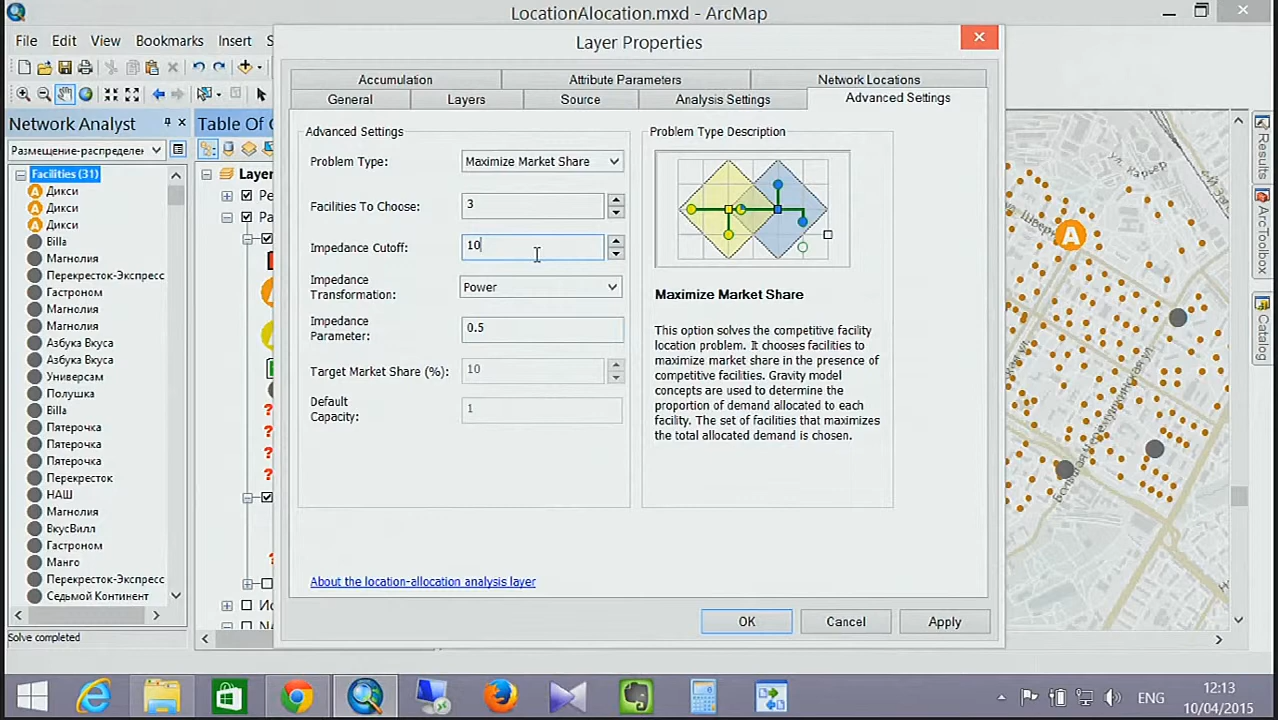 LocationAlocation.mxd - ArcMap
File Edit View Bookmarks Insert S
Layer Properties
Accumulation Attribute Parameters Network Locations
General Layers Source Analysis Settings Advanced Settings
Network Analyst
Table Of C
Размещение-распределен
Facilities (31)
Дикси
Дикси
Дикси
Billa
Магнолия
Перекресток-Экспресс
Гастроном
Магнолия
Магнолия
Азбука Вкуса
Азбука Вкуса
Универсам
Полушка
Billa
Пятерочка
Пятерочка
Пятерочка
Перекресток
НАШ
Магнолия
ВкусВилл
Гастроном
Манго
Перекресток-Экспресс
Седьмой Континент
Solve completed
Layer
Ре
Ра
Ис
Advanced Settings
Problem Type: Maximize Market Share
Facilities To Choose: 3
Impedance Cutoff: 10
Impedance
Transformation: Power
Impedance
Parameter: 0.5
Target Market Share (%): 10
Default
Capacity: 1
About the location-allocation analysis layer
Problem Type Description
Maximize Market Share
This option solves the competitive facility
location problem. It chooses facilities to
maximize market share in the presence of
competitive facilities. Gravity model
concepts are used to determine the
proportion of demand allocated to each
facility. The set of facilities that maximizes
the total allocated demand is chosen.
OK Cancel Apply
Большая Черёмушкинская ул.
Results
ArcToolbox
Catalog
ENG
12:13
10/04/2015